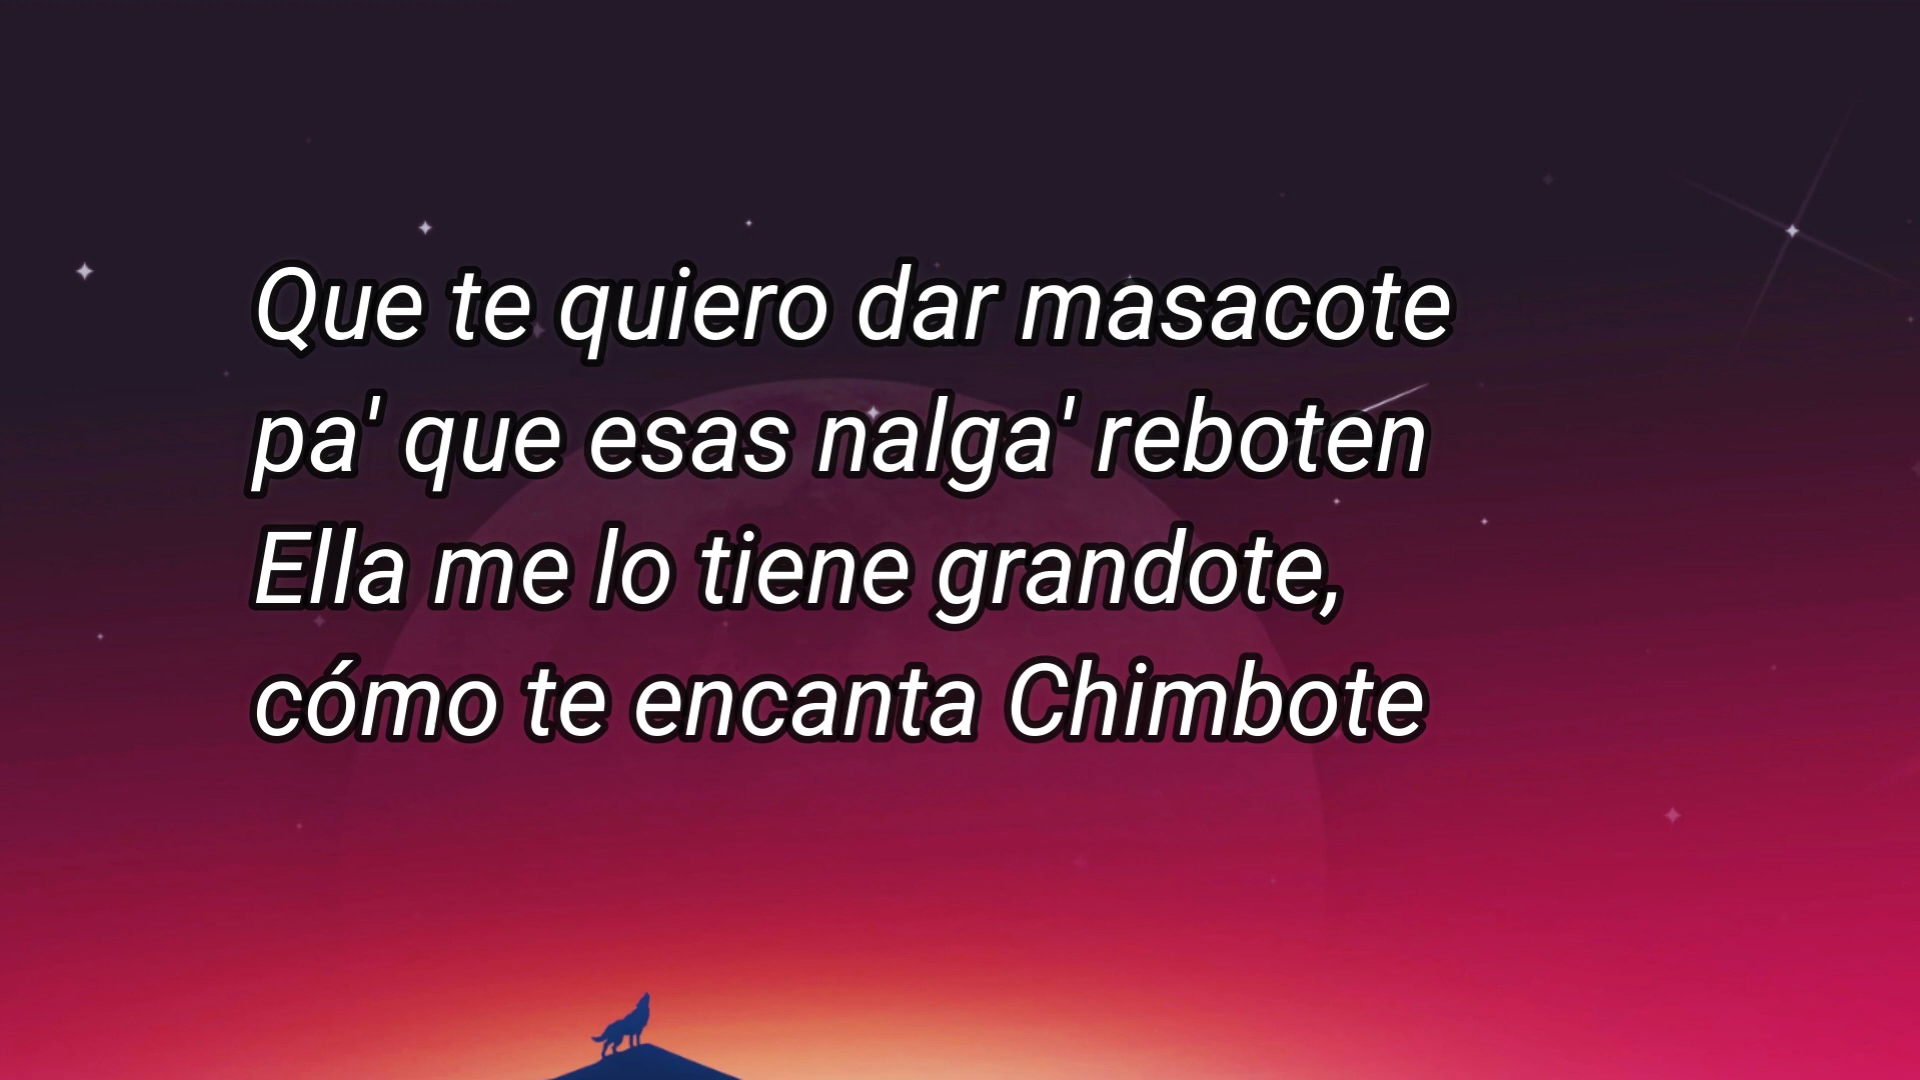 Que te quiero dar masacote
pa' que esas nalga' reboten
Ella me lo tiene grandote,
cómo te encanta Chimbote